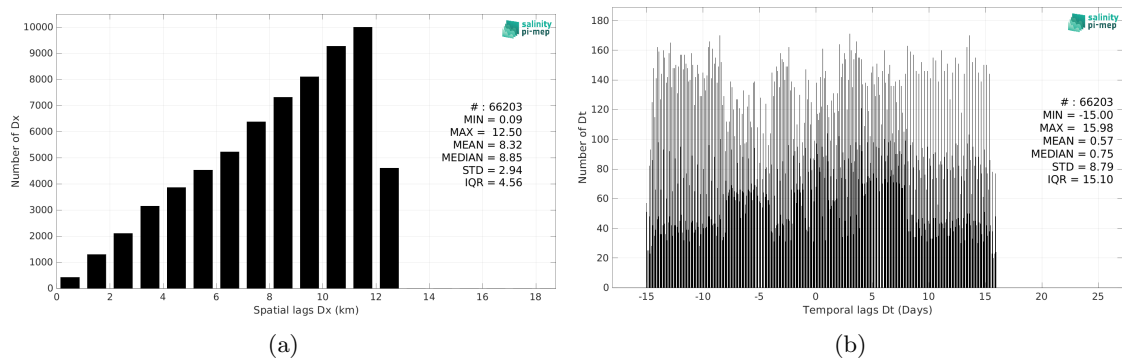 10000
9000
8000
7000
6000
5000
4000
3000
2000
1000
0
Number of Dx
0 2 4 6 8 10 12 14 16 18
Spatial lags Dx (km)
salinity
pi-mep
# : 66203
MIN = 0.09
MAX = 12.50
MEAN = 8.32
MEDIAN = 8.85
STD = 2.94
IQR = 4.56
(a)
180
160
140
120
100
80
60
40
20
0
Number of Dt
-15 -10 -5 0 5 10 15 20 25
Temporal lags Dt (Days)
salinity
pi-mep
# : 66203
MIN = -15.00
MAX = 15.98
MEAN = 0.57
MEDIAN = 0.75
STD = 8.79
IQR = 15.10
(b)